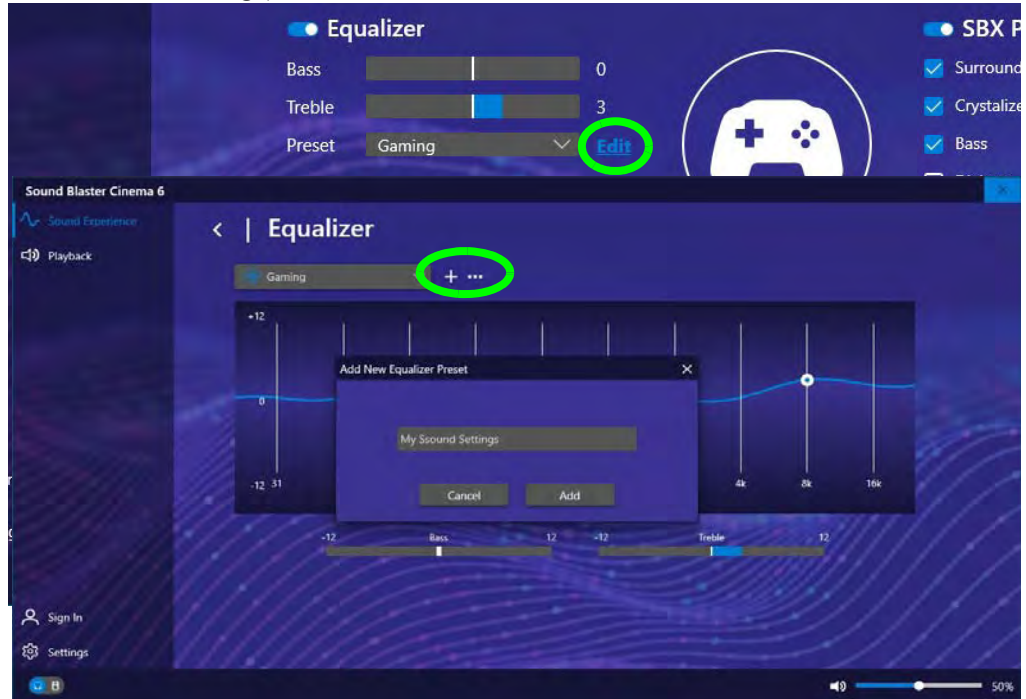 Equalizer
SBX P
Bass 0
Surround
Treble 3
Crystalize
Preset Gaming Edit
Bass
Sound Blaster Cinema 6
Sound Experience
< | Equalizer
Playback
Gaming + ...
+12
Add New Equalizer Preset
0
My Ssound Settings
-12 31 4k 8k 16k
Cancel Add
-12 Bass 12 -12 Treble 12
Sign In
Settings
50%